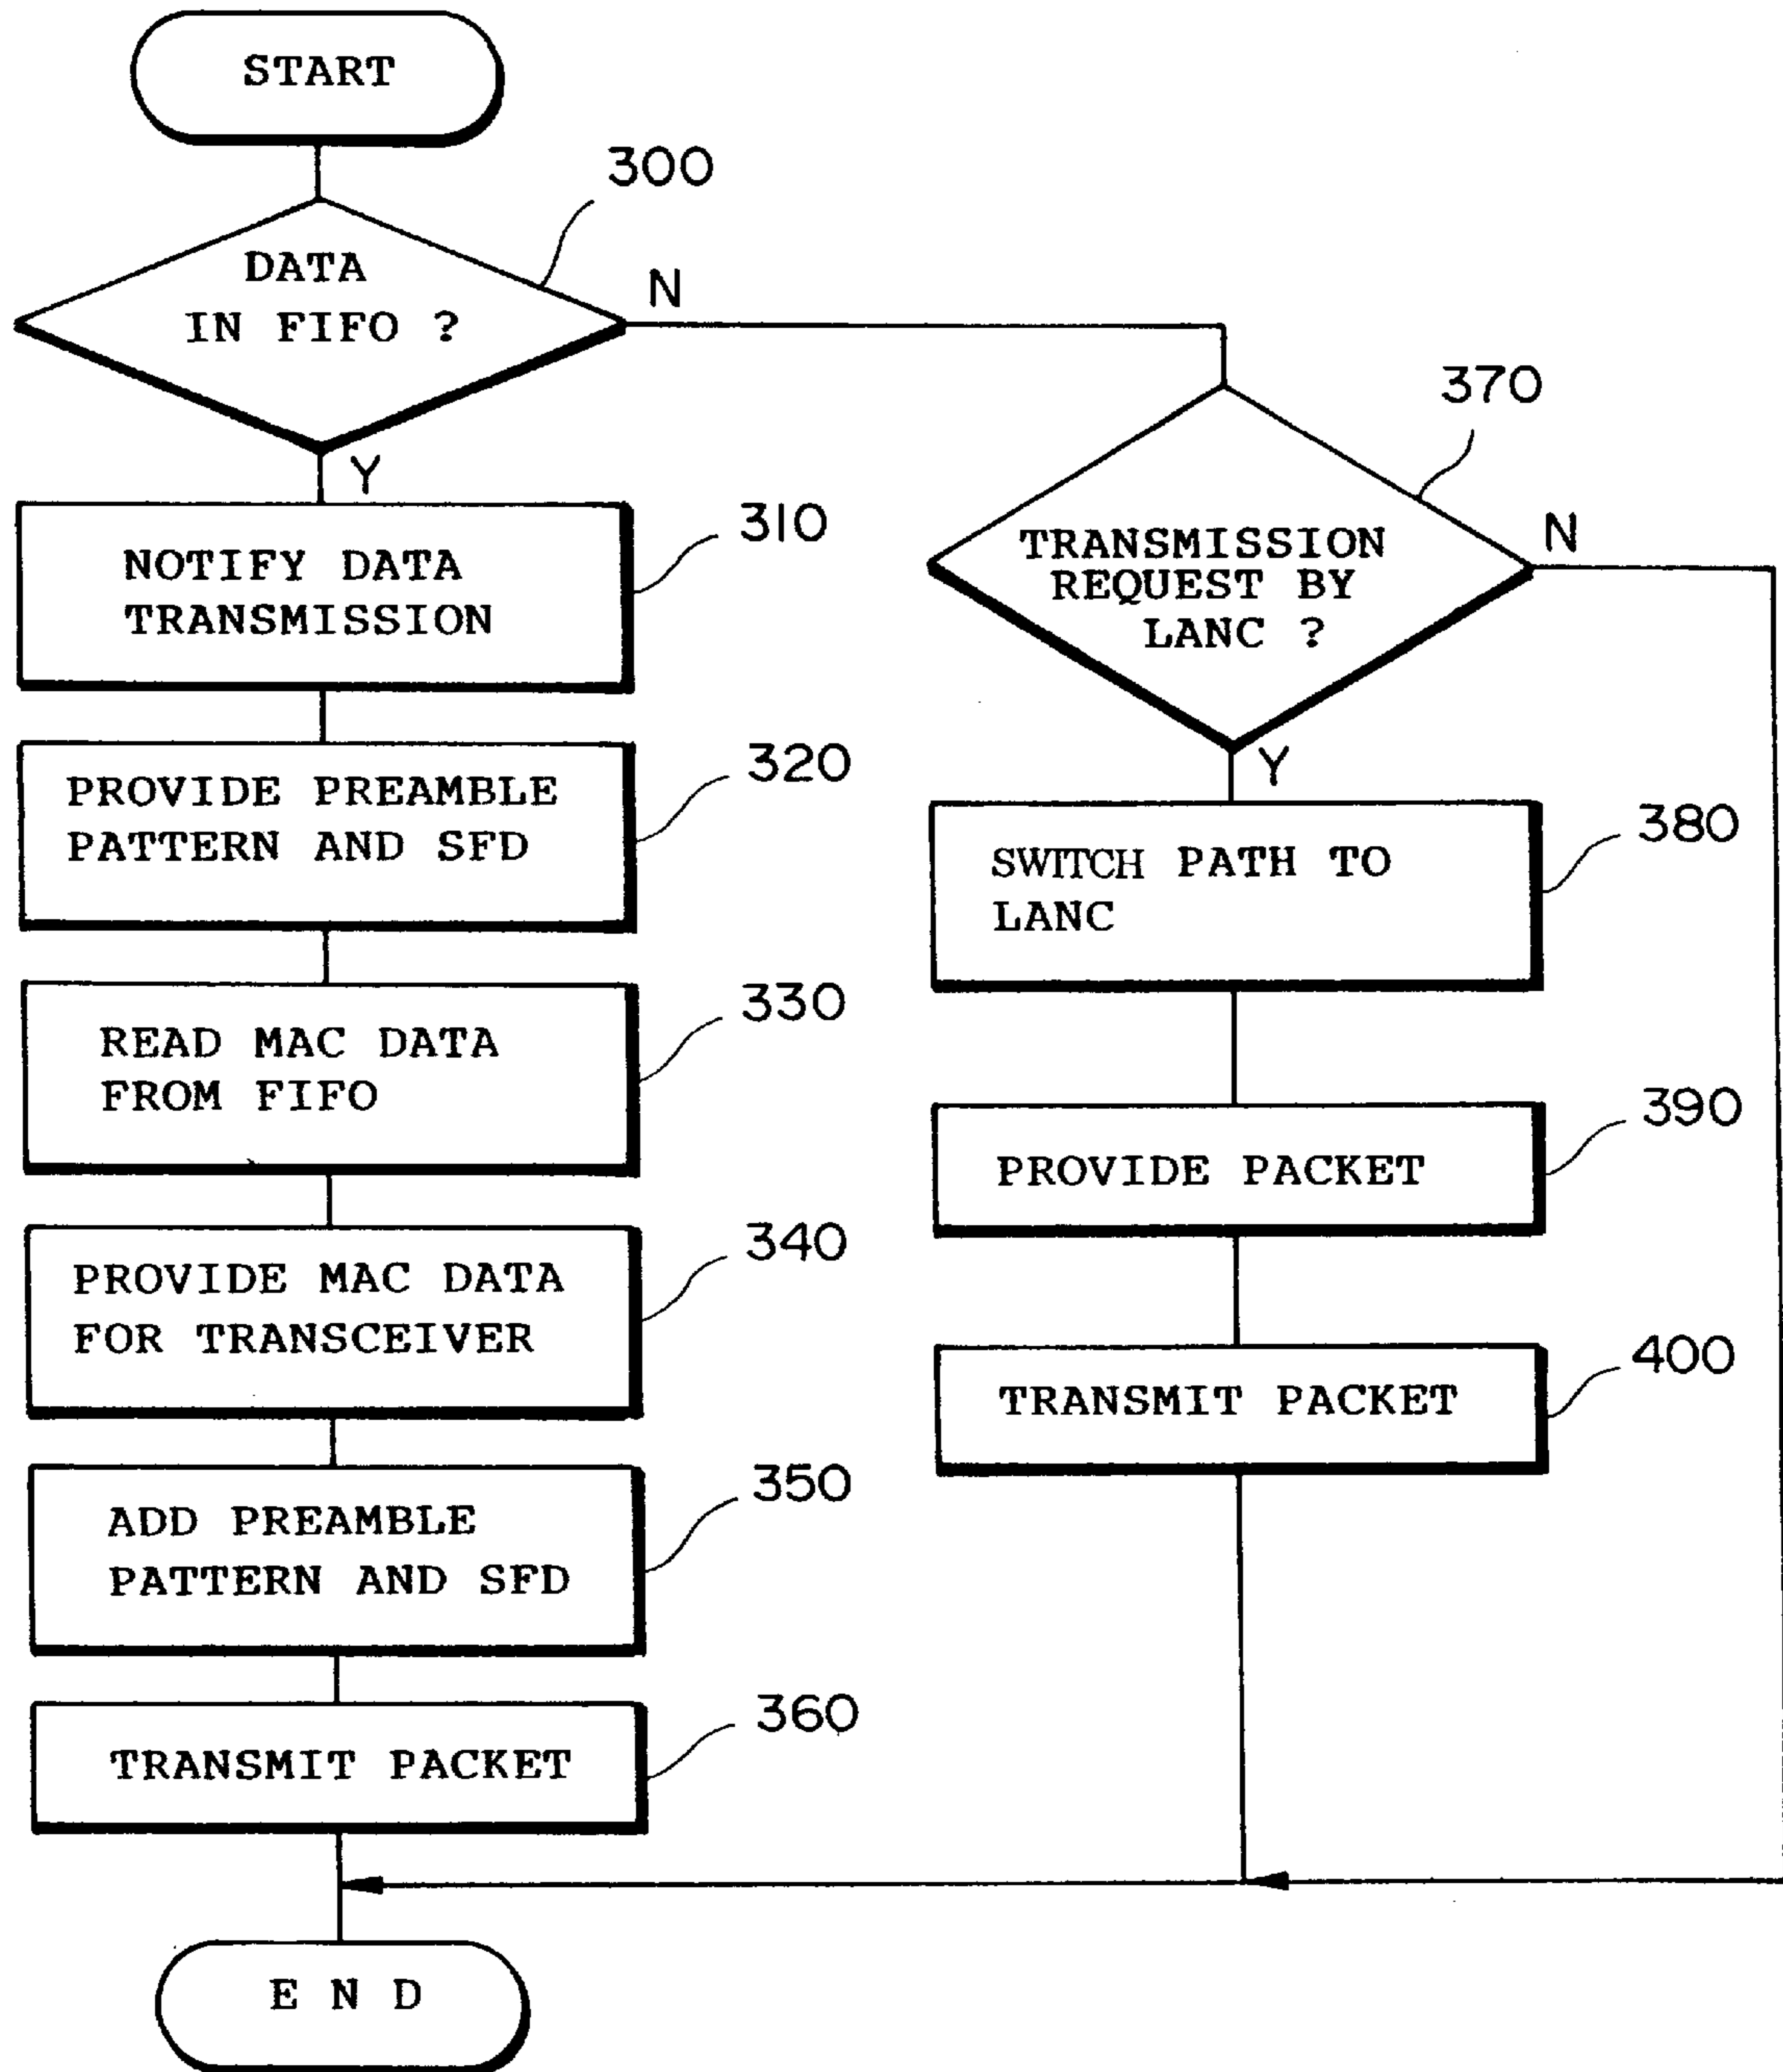 START
300
DATA
IN FIFO ?
N
Y
310
NOTIFY DATA
TRANSMISSION
320
PROVIDE PREAMBLE
PATTERN AND SFD
330
READ MAC DATA
FROM FIFO
340
PROVIDE MAC DATA
FOR TRANSCEIVER
350
ADD PREAMBLE
PATTERN AND SFD
360
TRANSMIT PACKET
370
TRANSMISSION
REQUEST BY
LANC ?
N
Y
380
SWITCH PATH TO
LANC
390
PROVIDE PACKET
400
TRANSMIT PACKET
E N D